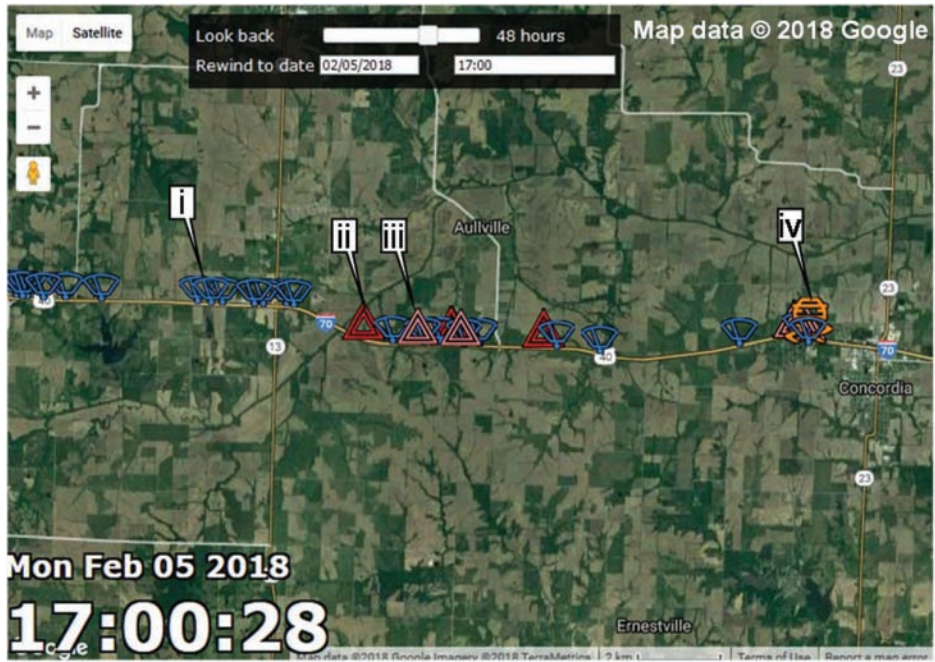 Map Satellite
Look back 48 hours
Rewind to date 02/05/2018 17:00
Map data © 2018 Google
+
−
23
i
ii
iii
iv
Aullville
40
70
13
40
23
70
Concordia
23
Mon Feb 05 2018
17:00:28
Ernestville
Google
Map data ©2018 Google Imagery ©2018 TerraMetrics 2 km Terms of Use Report a map error